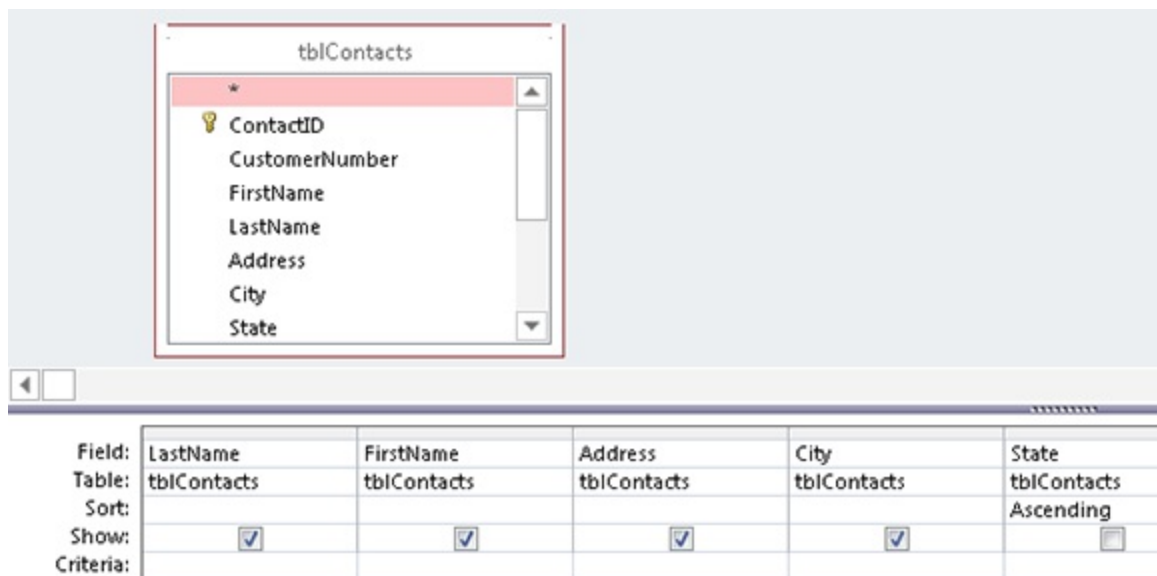 tblContacts
*
ContactID
CustomerNumber
FirstName
LastName
Address
City
State
Field: LastName FirstName Address City State
Table: tblContacts tblContacts tblContacts tblContacts tblContacts
Sort: Ascending
Show:
Criteria: